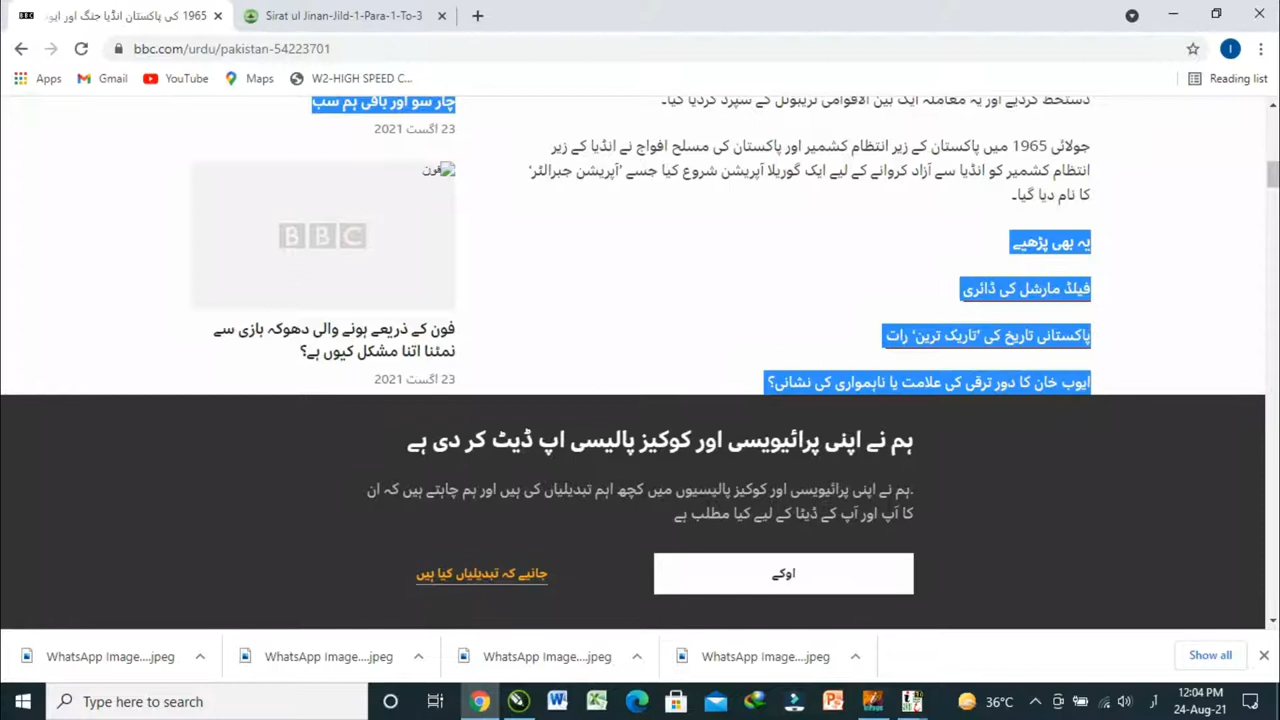 1965 کی پاکستان انڈیا جنگ اور ایو
Sirat ul Jinan-Jild-1-Para-1-To-3
bbc.com/urdu/pakistan-54223701
Apps
Gmail
YouTube
Maps
W2-HIGH SPEED C...
Reading list
دستخط کردیے اور یہ معاملہ ایک بین الاقوامی ٹریبونل کے سپرد کردیا گیا۔
جولائی 1965 میں پاکستان کے زیر انتظام کشمیر اور پاکستان کی مسلح افواج نے انڈیا کے زیر
انتظام کشمیر کو انڈیا سے آزاد کروانے کے لیے ایک گوریلا آپریشن شروع کیا جسے ’آپریشن جبرالٹر‘
کا نام دیا گیا۔
یہ بھی پڑھیے
فیلڈ مارشل کی ڈائری
پاکستانی تاریخ کی ’تاریک ترین‘ رات
ایوب خان کا دور ترقی کی علامت یا ناہمواری کی نشانی؟
چار سو اور باقی ہم سب
23 اگست 2021
فون
BBC
فون کے ذریعے ہونے والی دھوکہ بازی سے
نمٹنا اتنا مشکل کیوں ہے؟
23 اگست 2021
ہم نے اپنی پرائیویسی اور کوکیز پالیسی اپ ڈیٹ کر دی ہے
.ہم نے اپنی پرائیویسی اور کوکیز پالیسیوں میں کچھ اہم تبدیلیاں کی ہیں اور ہم چاہتے ہیں کہ ان
کا آپ اور آپ کے ڈیٹا کے لیے کیا مطلب ہے
اوکے
جانیے کہ تبدیلیاں کیا ہیں
WhatsApp Image....jpeg
WhatsApp Image....jpeg
WhatsApp Image....jpeg
WhatsApp Image....jpeg
Show all
Type here to search
36°C
12:04 PM
24-Aug-21